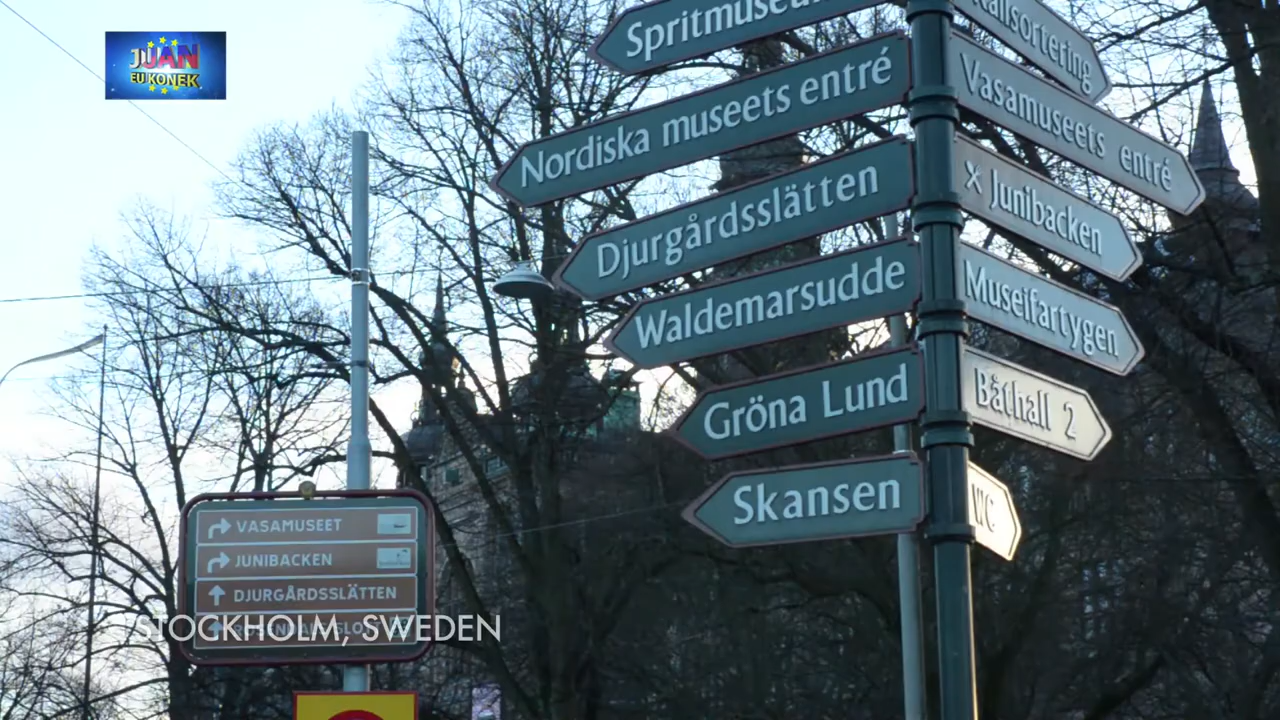 JUAN
EU KONEK
Spritmuseum
Nordiska museets entré
Djurgårdsslätten
Waldemarsudde
Gröna Lund
Skansen
Vasamuseets entré
Junibacken
Museifartygen
Båthall 2
WC
VASAMUSEET
JUNIBACKEN
DJURGÅRDSSLÄTTEN
STOCKHOLM, SWEDEN